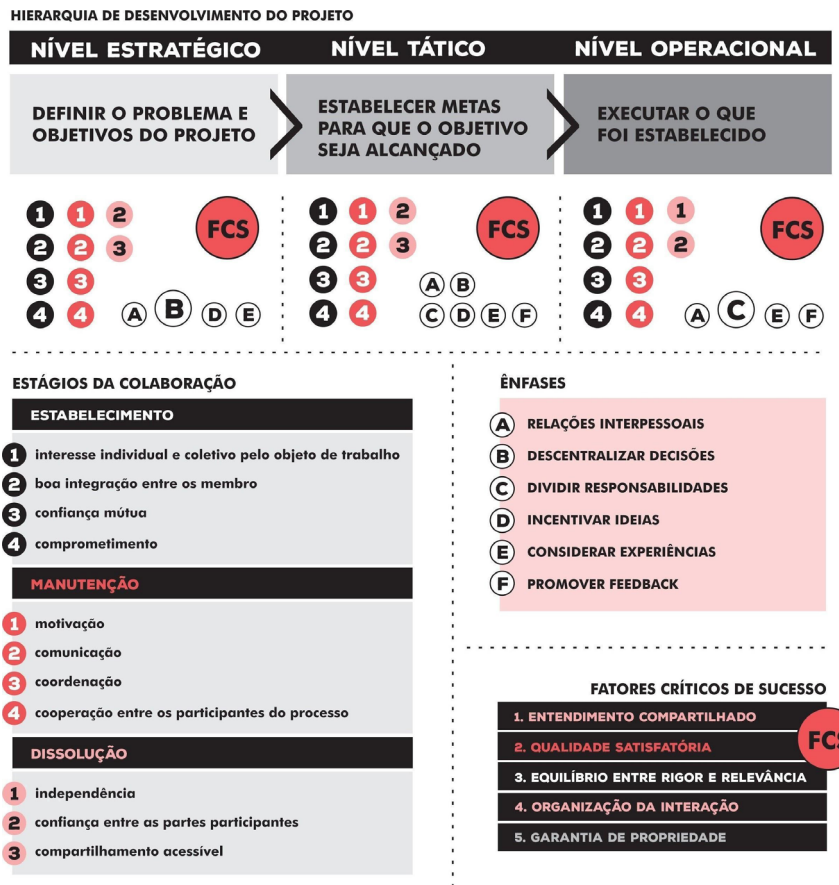 HIERARQUIA DE DESENVOLVIMENTO DO PROJETO
NÍVEL ESTRATÉGICO
NÍVEL TÁTICO
NÍVEL OPERACIONAL
DEFINIR O PROBLEMA E
OBJETIVOS DO PROJETO
ESTABELECER METAS
PARA QUE O OBJETIVO
SEJA ALCANÇADO
EXECUTAR O QUE
FOI ESTABELECIDO
1 1 2
2 2 3
3 3
4 4
FCS
A B D E
1 1 2
2 2 3
3 3
4 4
FCS
A B
C D E F
1 1 1
2 2 2
3 3
4 4
FCS
A C E F
ESTÁGIOS DA COLABORAÇÃO
ESTABELECIMENTO
1 interesse individual e coletivo pelo objeto de trabalho
2 boa integração entre os membro
3 confiança mútua
4 comprometimento
MANUTENÇÃO
1 motivação
2 comunicação
3 coordenação
4 cooperação entre os participantes do processo
DISSOLUÇÃO
1 independência
2 confiança entre as partes participantes
3 compartilhamento acessível
ÊNFASES
A RELAÇÕES INTERPESSOAIS
B DESCENTRALIZAR DECISÕES
C DIVIDIR RESPONSABILIDADES
D INCENTIVAR IDEIAS
E CONSIDERAR EXPERIÊNCIAS
F PROMOVER FEEDBACK
FATORES CRÍTICOS DE SUCESSO
1. ENTENDIMENTO COMPARTILHADO
2. QUALIDADE SATISFATÓRIA
3. EQUILÍBRIO ENTRE RIGOR E RELEVÂNCIA
4. ORGANIZAÇÃO DA INTERAÇÃO
5. GARANTIA DE PROPRIEDADE
FCS